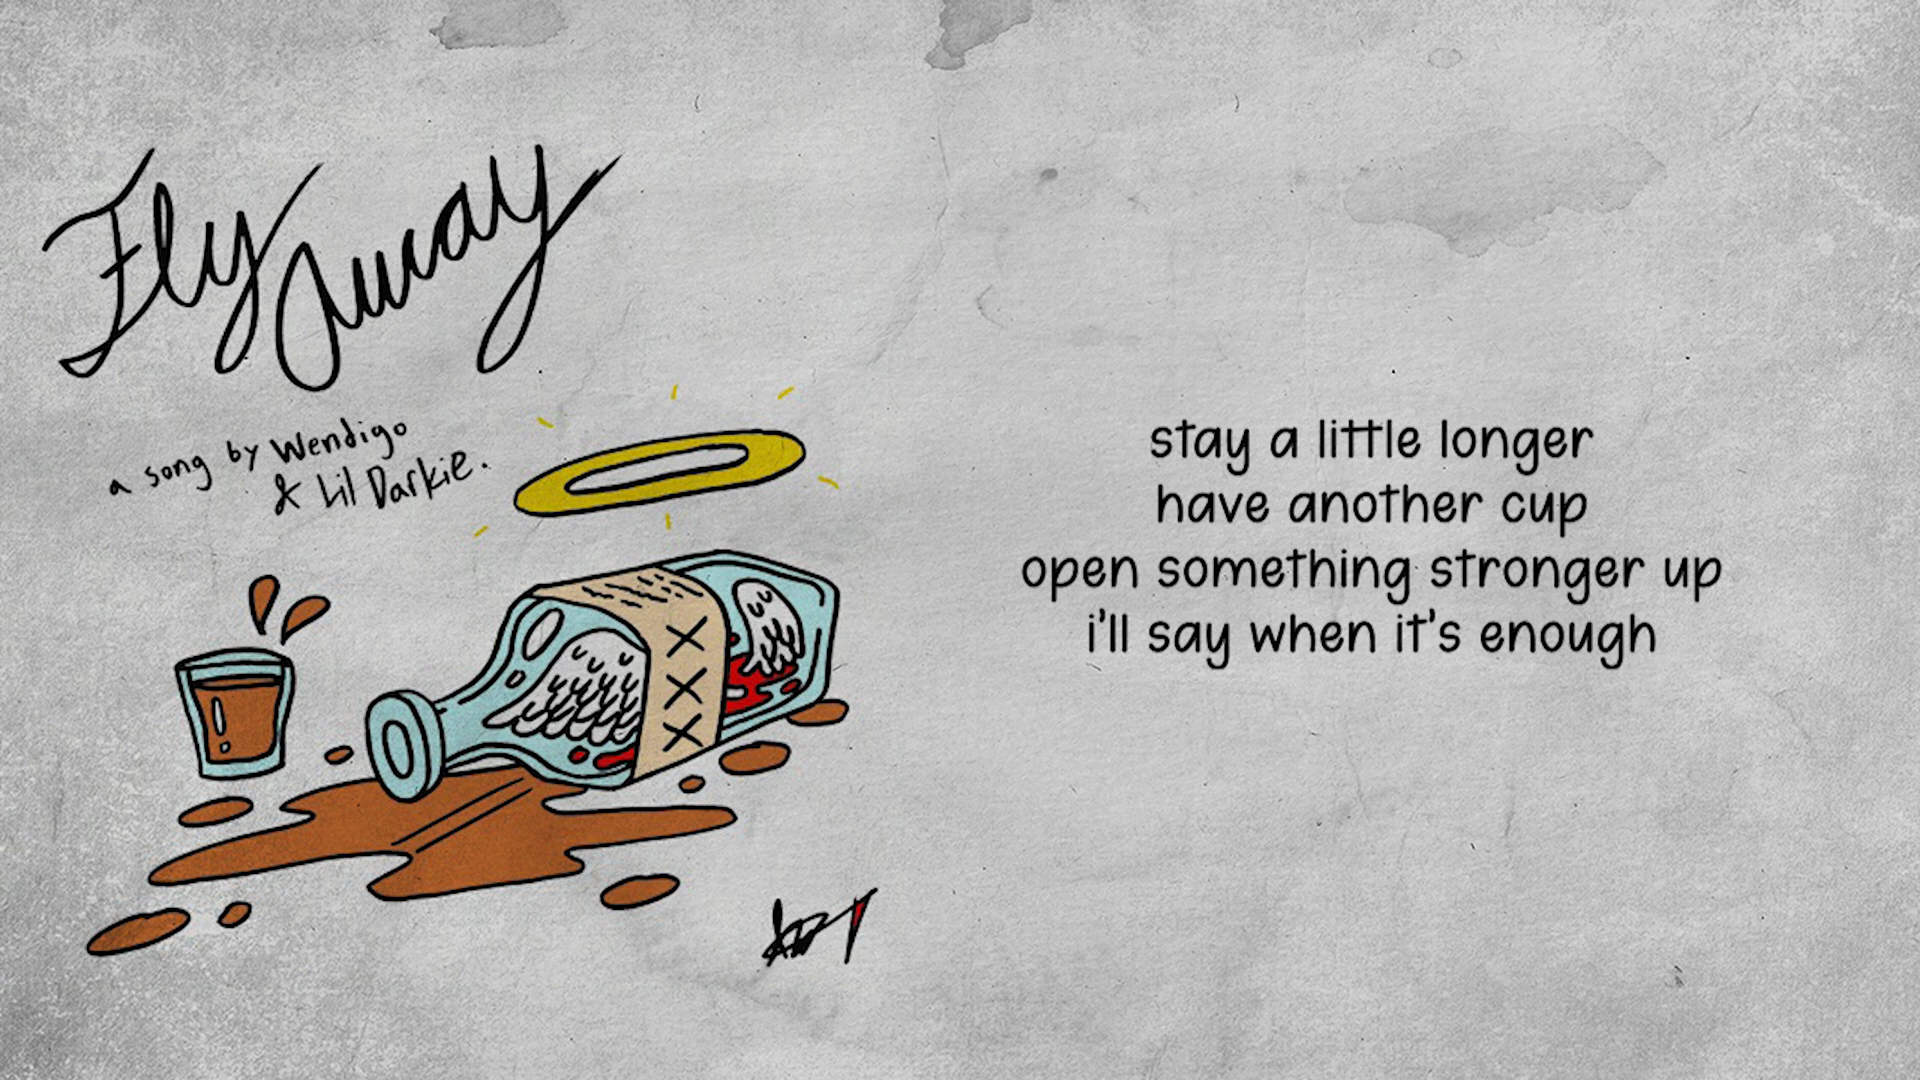 Fly
Away
a song by Wendigo
& Lil Darkie.
X
X
X
stay a little longer
have another cup
open something stronger up
i'll say when it's enough